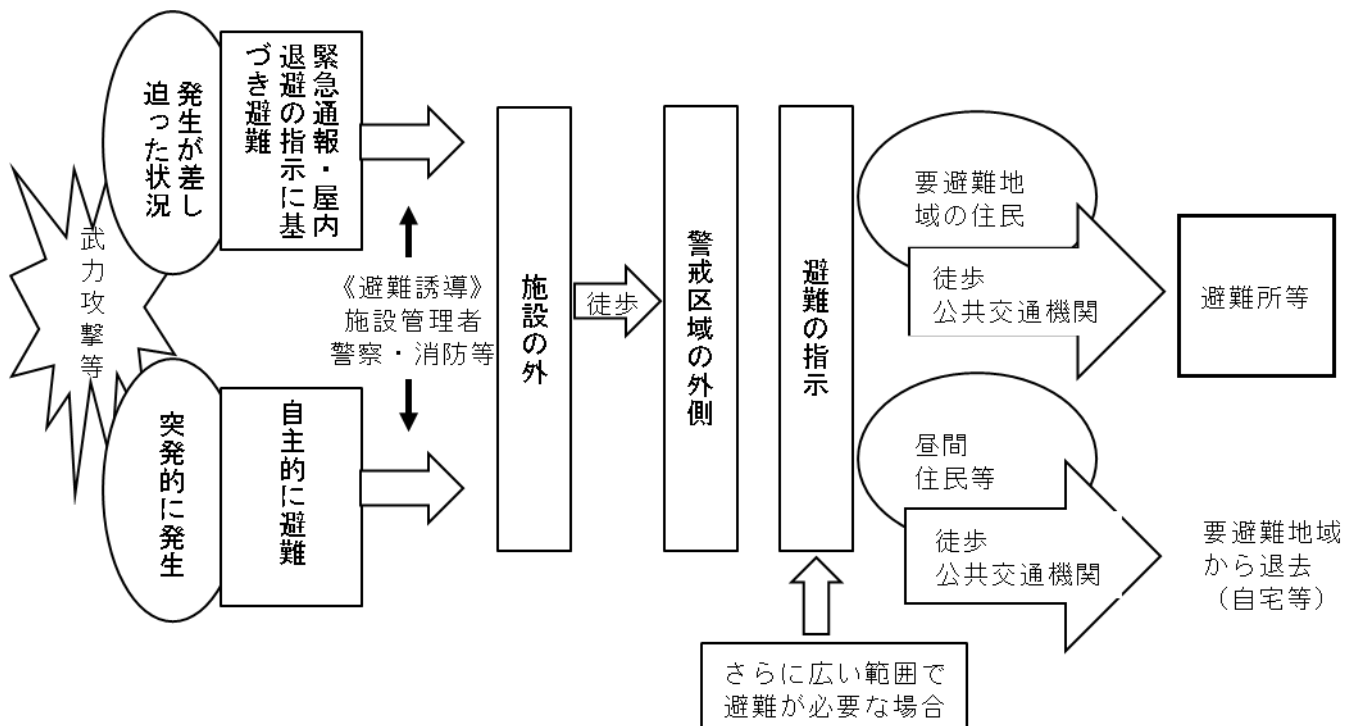 武力攻撃等
発生が差し
迫った状況
緊急通報・屋内
退避の指示に基
づき避難
突発的に発生
自主的に避難
《避難誘導》
施設管理者
警察・消防等
施設の外
徒歩
警戒区域の外側
避難の指示
さらに広い範囲で
避難が必要な場合
要避難地
域の住民
徒歩
公共交通機関
避難所等
昼間
住民等
徒歩
公共交通機関
要避難地域
から退去
（自宅等）